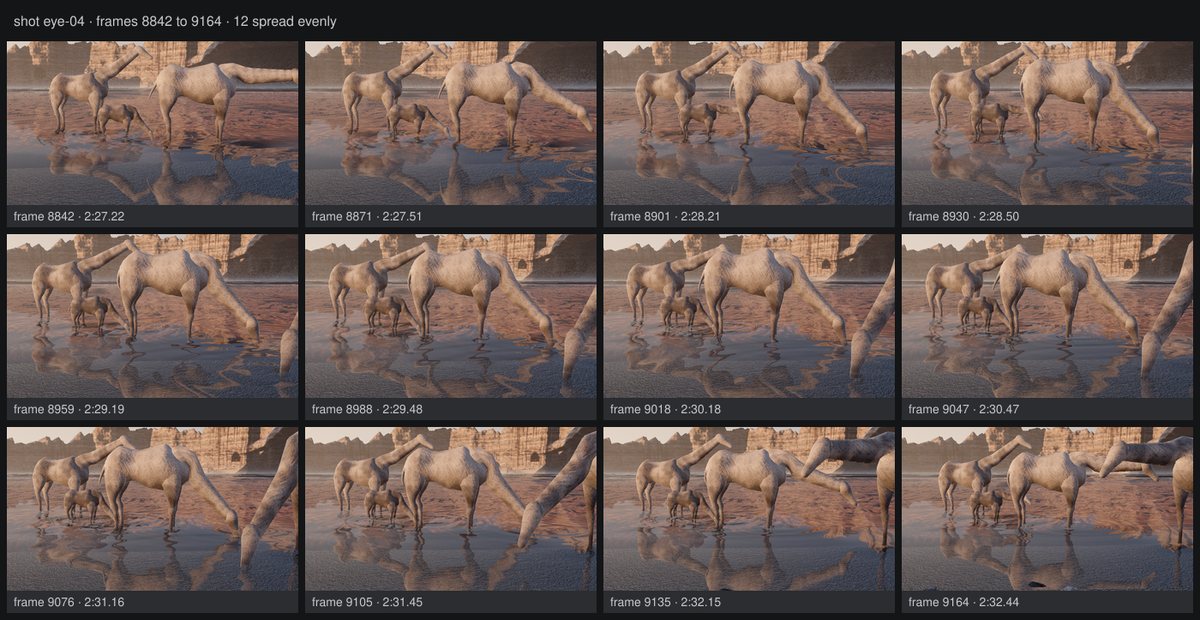 shot eye-04 · frames 8842 to 9164 · 12 spread evenly
frame 8842 · 2:27.22
frame 8871 · 2:27.51
frame 8901 · 2:28.21
frame 8930 · 2:28.50
frame 8959 · 2:29.19
frame 8988 · 2:29.48
frame 9018 · 2:30.18
frame 9047 · 2:30.47
frame 9076 · 2:31.16
frame 9105 · 2:31.45
frame 9135 · 2:32.15
frame 9164 · 2:32.44